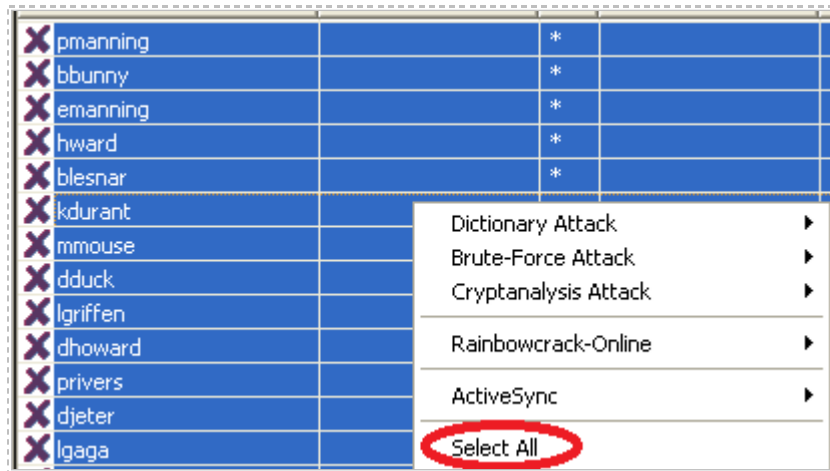 pmanning *
bbunny *
emanning *
hward *
blesnar *
kdurant
mmouse
dduck
lgriffen
dhoward
privers
djeter
lgaga
Dictionary Attack
Brute-Force Attack
Cryptanalysis Attack
Rainbowcrack-Online
ActiveSync
Select All